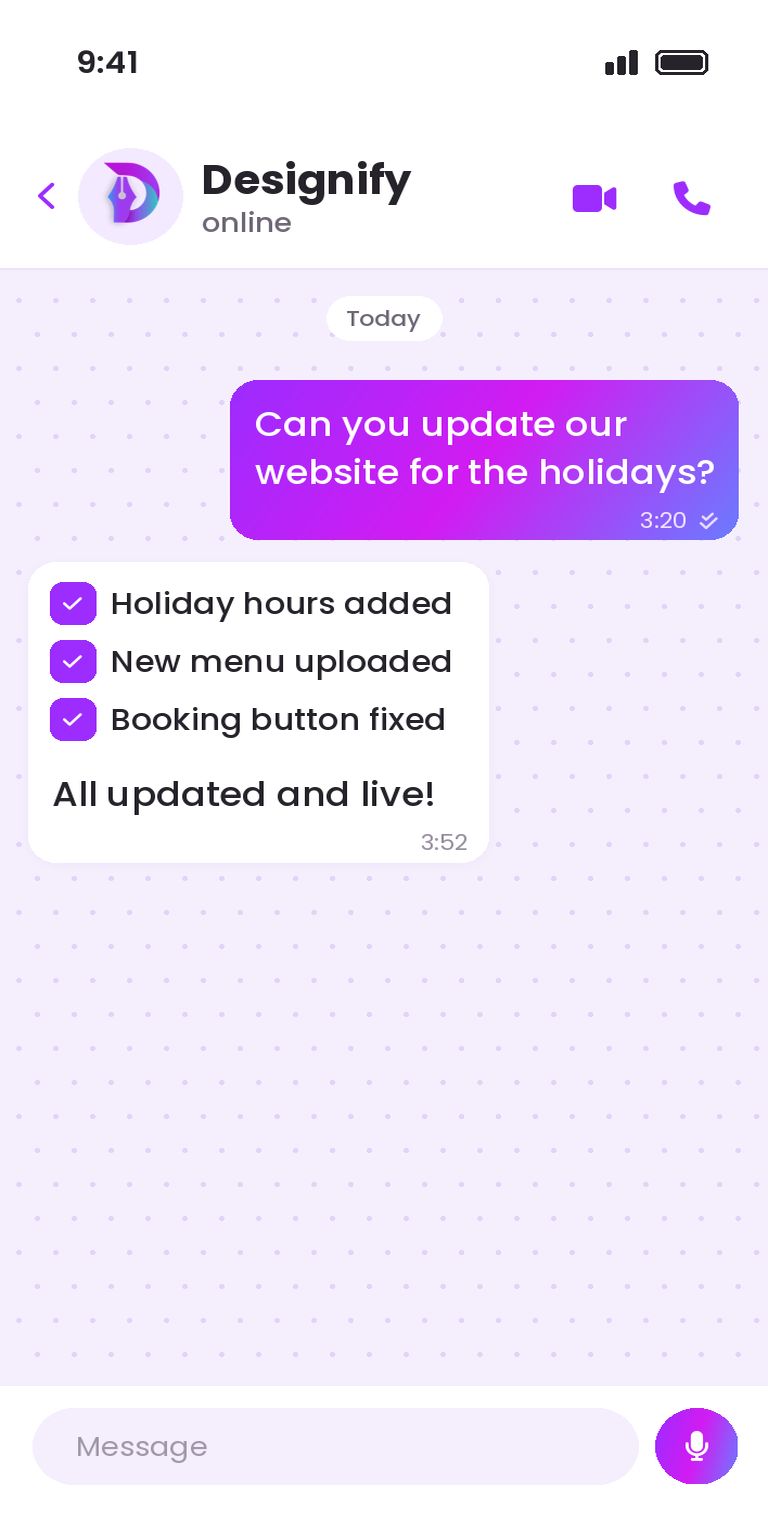 9:41
Designify
online
Today
Can you update our
website for the holidays?
3:20
Holiday hours added
New menu uploaded
Booking button fixed
All updated and live!
3:52
Message